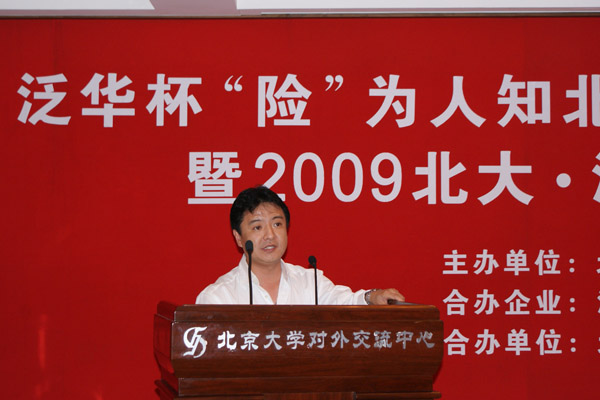 泛华杯“险”为人知北
暨2009北大·
主办单位：
合办企业：
合办单位：
北京大学对外交流中心